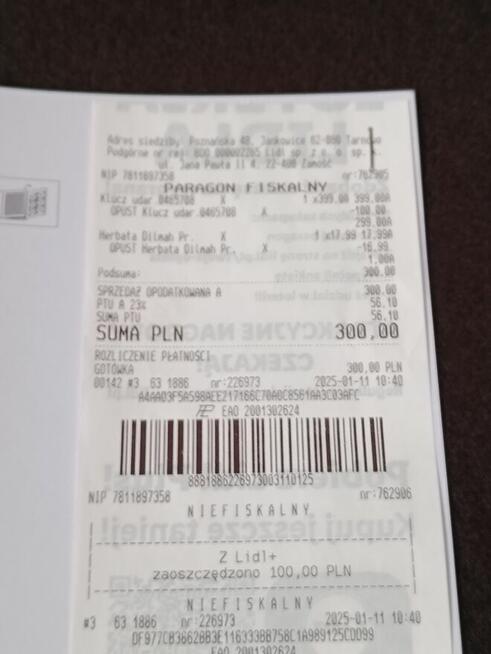 Adres siedziby: Poznańska 48, Jankowice 62-080 Tarnowo
Podgórne nr rej: BDO 000002265 Lidl sp. z o. o. sp. k.
ul. Jana Pawła II 4, 22-400 Zamość
NIP 7811897358 nr:762905
PARAGON FISKALNY
Klucz udar.0465708 X 1 x399,00 399,00A
OPUST Klucz udar.0465708 X -100,00
299,00A
Herbata Dilmah Pr. X 1 x17,99 17,99A
OPUST Herbata Dilmah Pr. X -16,99
1,00A
Podsuma: 300,00
SPRZEDAŻ OPODATKOWANA A 300,00
PTU A 23% 56,10
SUMA PTU 56,10
SUMA PLN 300,00
ROZLICZENIE PŁATNOŚCI
GOTÓWKA 300,00 PLN
00142 #3 63 1886 nr:226973 2025-01-11 10:40
EAO 2001302624
8881886226973003110125
NIP 7811897358 nr:762906
NIEFISKALNY
Z Lidl+
zaoszczędzono 100,00 PLN
NIEFISKALNY
#3 63 1886 nr:226973 2025-01-11 10:40
EAO 2001302624